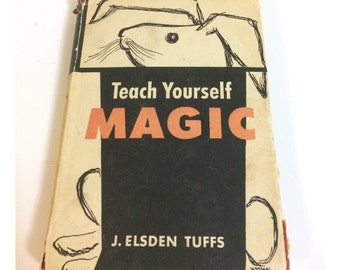 Teach Yourself
MAGIC
J. ELSDEN TUFFS